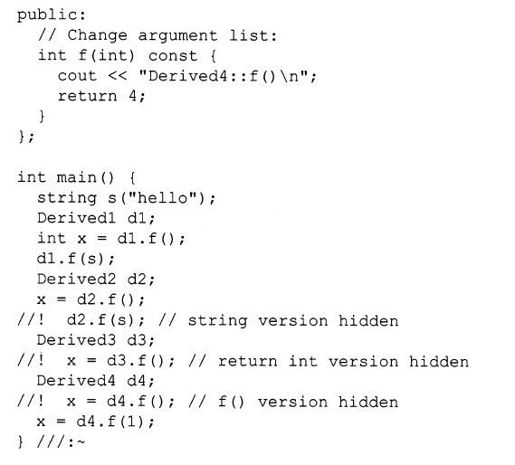 public:
  // Change argument list:
  int f(int) const {
    cout << "Derived4::f()\n";
    return 4;
  }
};

int main() {
  string s("hello");
  Derived1 d1;
  int x = d1.f();
  d1.f(s);
  Derived2 d2;
  x = d2.f();
//!  d2.f(s); // string version hidden
  Derived3 d3;
//!  x = d3.f(); // return int version hidden
  Derived4 d4;
//!  x = d4.f(); // f() version hidden
  x = d4.f(1);
} ///:~